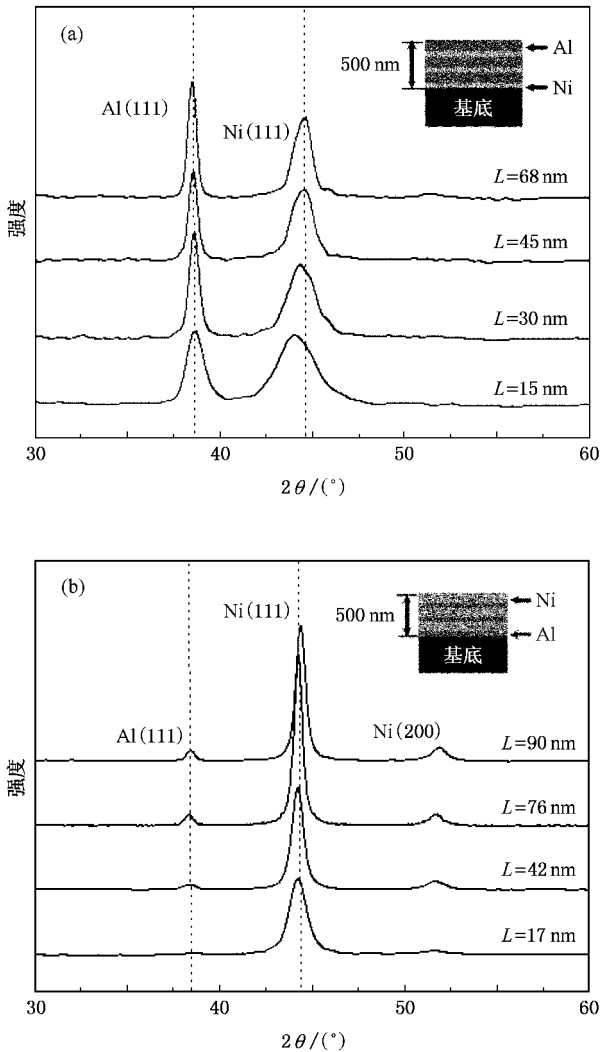 (a)
Al
500 nm
Ni
基底
Al(111)
Ni(111)
L=68 nm
L=45 nm
L=30 nm
L=15 nm
强度
30 40 50 60
2θ/(°)
(b)
Ni
500 nm
Al
基底
Ni(111)
Al(111)
Ni(200)
L=90 nm
L=76 nm
L=42 nm
L=17 nm
强度
30 40 50 60
2θ/(°)